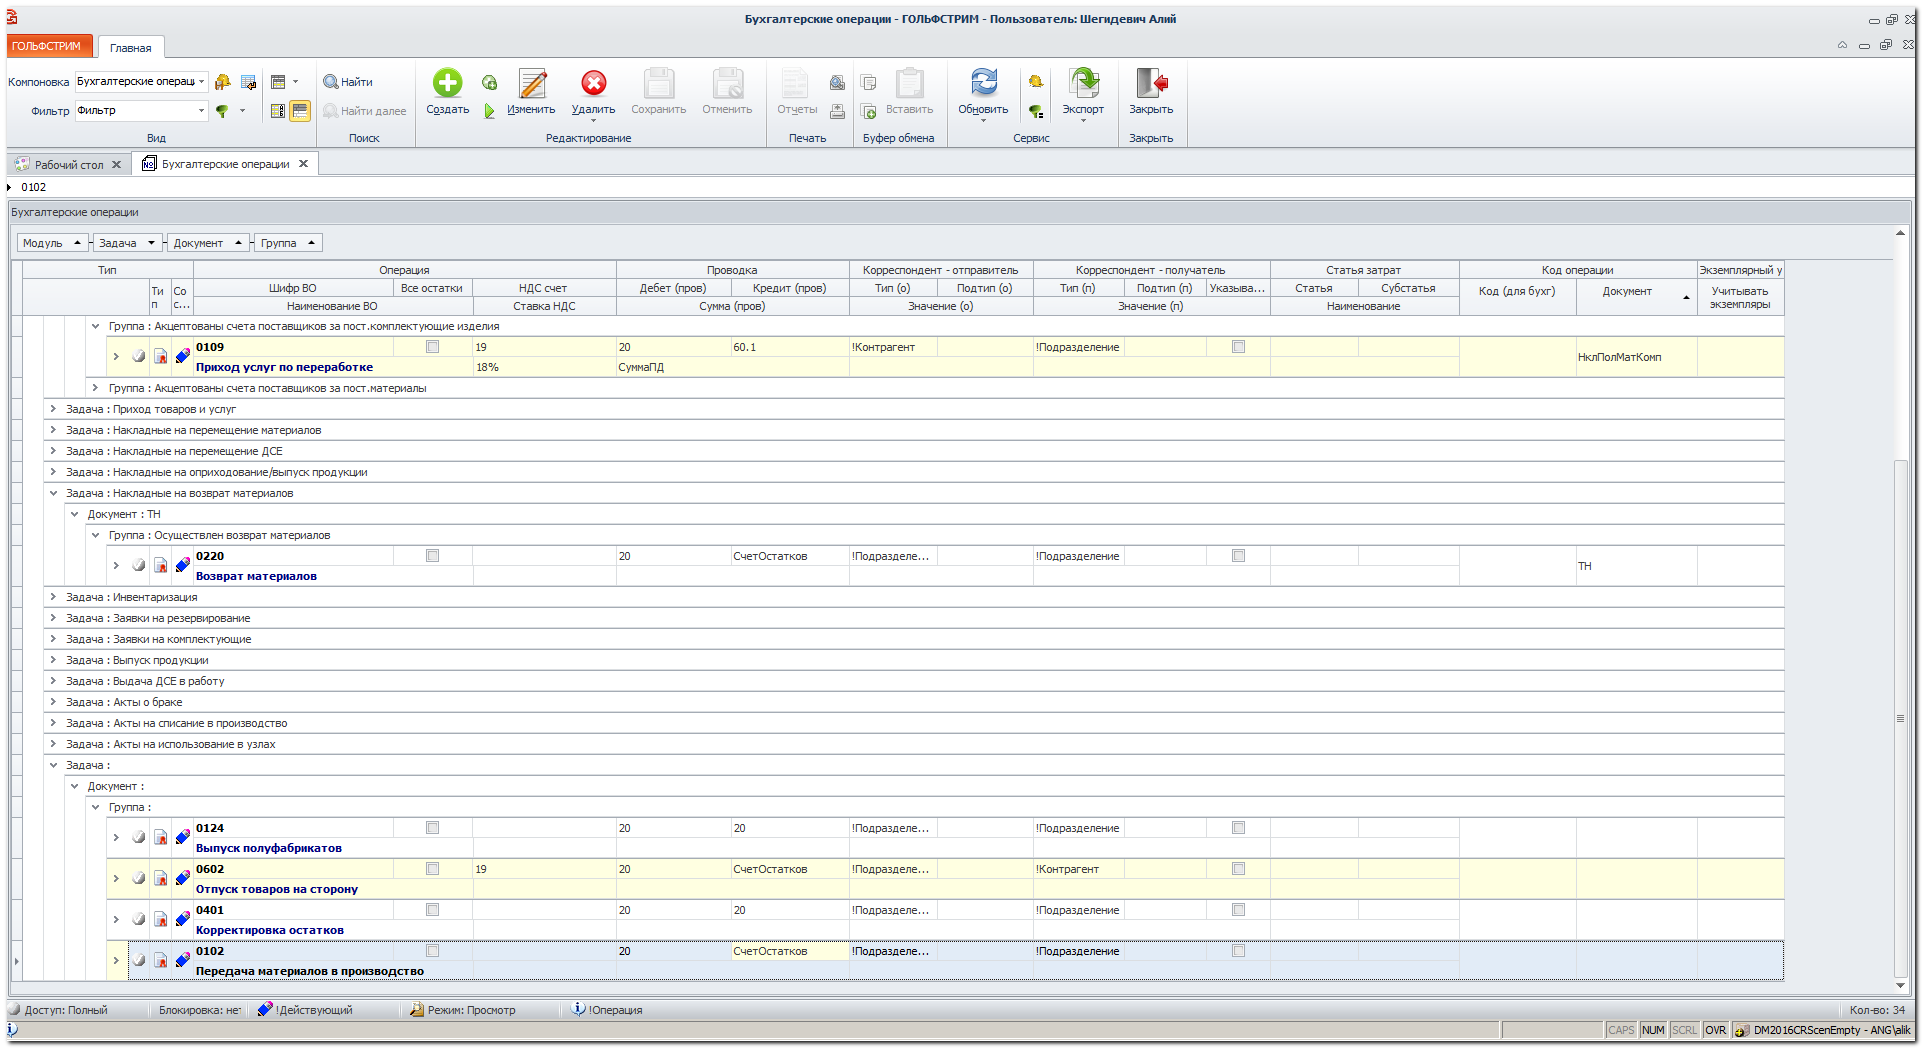 Бухгалтерские операции - ГОЛЬФСТРИМ - Пользователь: Шегидевич Алий
ГОЛЬФСТРИМ Главная
Компоновка Бухгалтерские операци Найти Создать Изменить Удалить Сохранить Отменить Отчеты Вставить Обновить Экспорт Закрыть
Фильтр Фильтр Найти далее
Вид Поиск Редактирование Печать Буфер обмена Сервис Закрыть
Рабочий стол Бухгалтерские операции
0102
Бухгалтерские операции
Модуль Задача Документ Группа
Тип Операция Проводка Корреспондент - отправитель Корреспондент - получатель Статья затрат Код операции Экземплярный у
Ти п Со с... Шифр ВО Все остатки НДС счет Дебет (пров) Кредит (пров) Тип (о) Подтип (о) Тип (п) Подтип (п) Указыва... Статья Субстатья Код (для бухг) Документ Учитывать экземпляры
Наименование ВО Ставка НДС Сумма (пров) Значение (о) Значение (п) Наименование
Группа : Акцептованы счета поставщиков за пост.комплектующие изделия
0109 19 20 60.1 !Контрагент !Подразделение НклПолМатКомп
Приход услуг по переработке 18% СуммаПД
Группа : Акцептованы счета поставщиков за пост.материалы
Задача : Приход товаров и услуг
Задача : Накладные на перемещение материалов
Задача : Накладные на перемещение ДСЕ
Задача : Накладные на оприходование/выпуск продукции
Задача : Накладные на возврат материалов
Документ : ТН
Группа : Осуществлен возврат материалов
0220 20 СчетОстатков !Подразделе... !Подразделение ТН
Возврат материалов
Задача : Инвентаризация
Задача : Заявки на резервирование
Задача : Заявки на комплектующие
Задача : Выпуск продукции
Задача : Выдача ДСЕ в работу
Задача : Акты о браке
Задача : Акты на списание в производство
Задача : Акты на использование в узлах
Задача :
Документ :
Группа :
0124 20 20 !Подразделе... !Подразделение
Выпуск полуфабрикатов
0602 19 20 СчетОстатков !Подразделе... !Контрагент
Отпуск товаров на сторону
0401 20 20 !Подразделе... !Подразделение
Корректировка остатков
0102 20 СчетОстатков !Подразделе... !Подразделение
Передача материалов в производство
Доступ: Полный Блокировка: нет !Действующий Режим: Просмотр !Операция Кол-во: 34
CAPS NUM SCRL OVR DM2016CRScenEmpty - ANG\alik